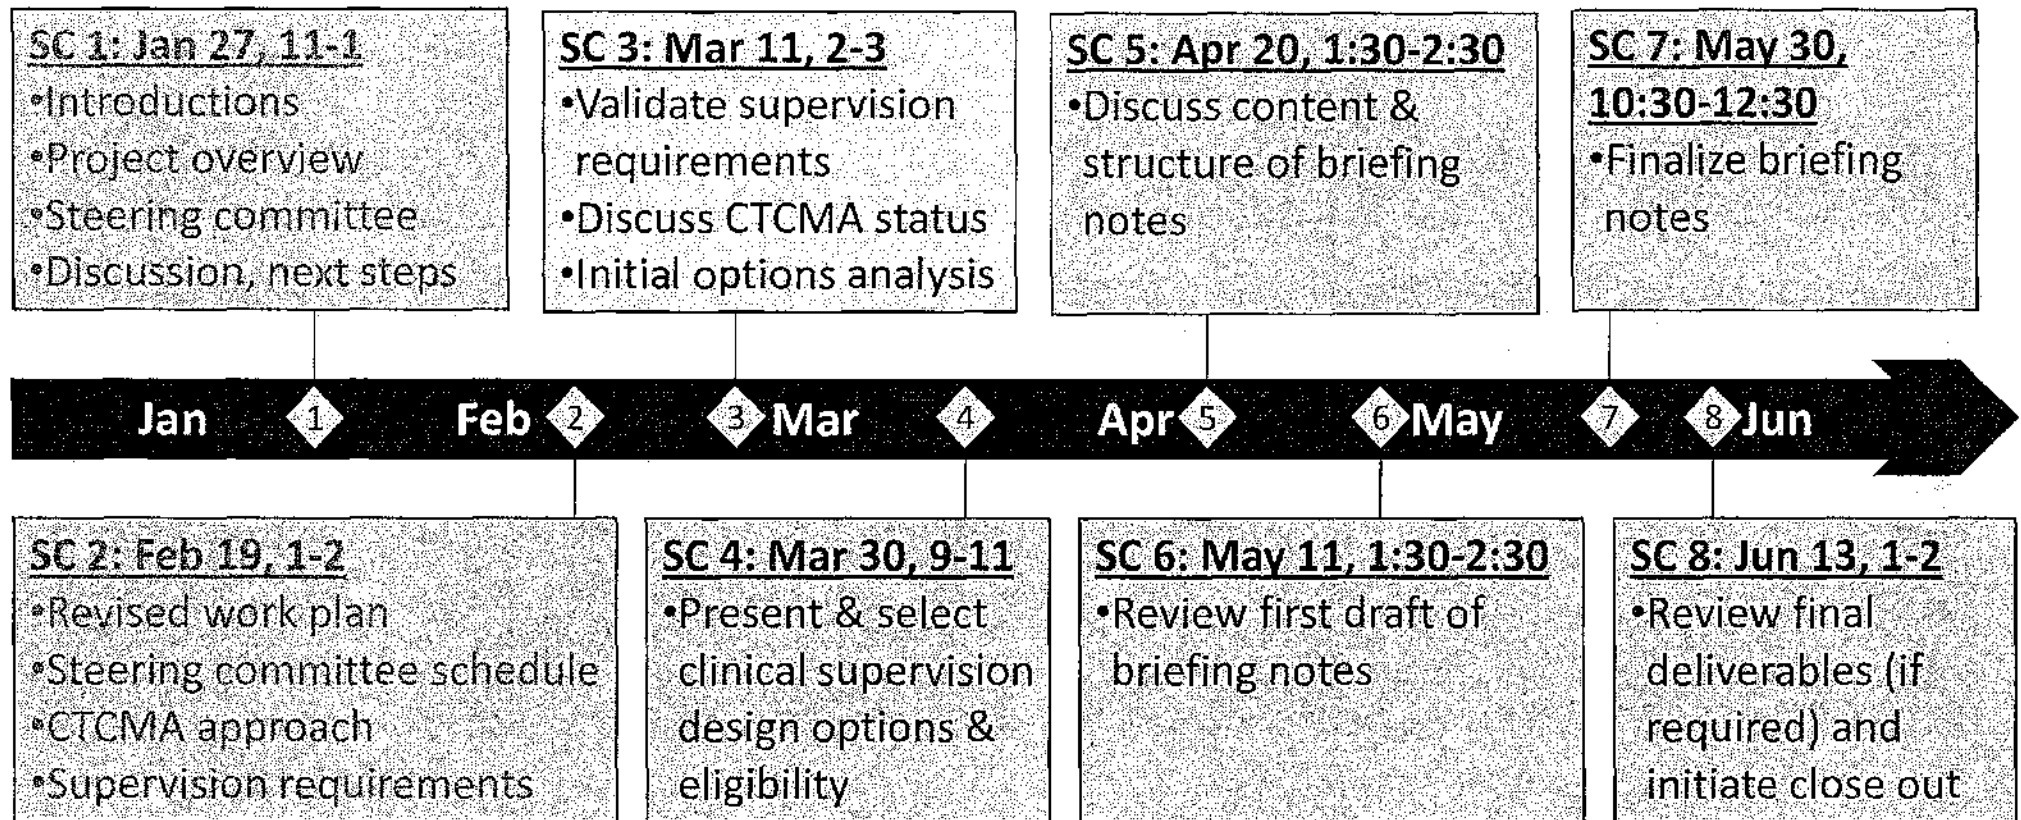 SC 1: Jan 27, 11-1
•Introductions
•Project overview
•Steering committee
•Discussion, next steps
SC 3: Mar 11, 2-3
•Validate supervision
requirements
•Discuss CTCMA status
•Initial options analysis
SC 5: Apr 20, 1:30-2:30
•Discuss content &
structure of briefing
notes
SC 7: May 30,
10:30-12:30
•Finalize briefing
notes
Jan 1 Feb 2 3 Mar 4 Apr 5 6 May 7 8 Jun
SC 2: Feb 19, 1-2
•Revised work plan
•Steering committee schedule
•CTCMA approach
•Supervision requirements
SC 4: Mar 30, 9-11
•Present & select
clinical supervision
design options &
eligibility
SC 6: May 11, 1:30-2:30
•Review first draft of
briefing notes
SC 8: Jun 13, 1-2
•Review final
deliverables (if
required) and
initiate close out